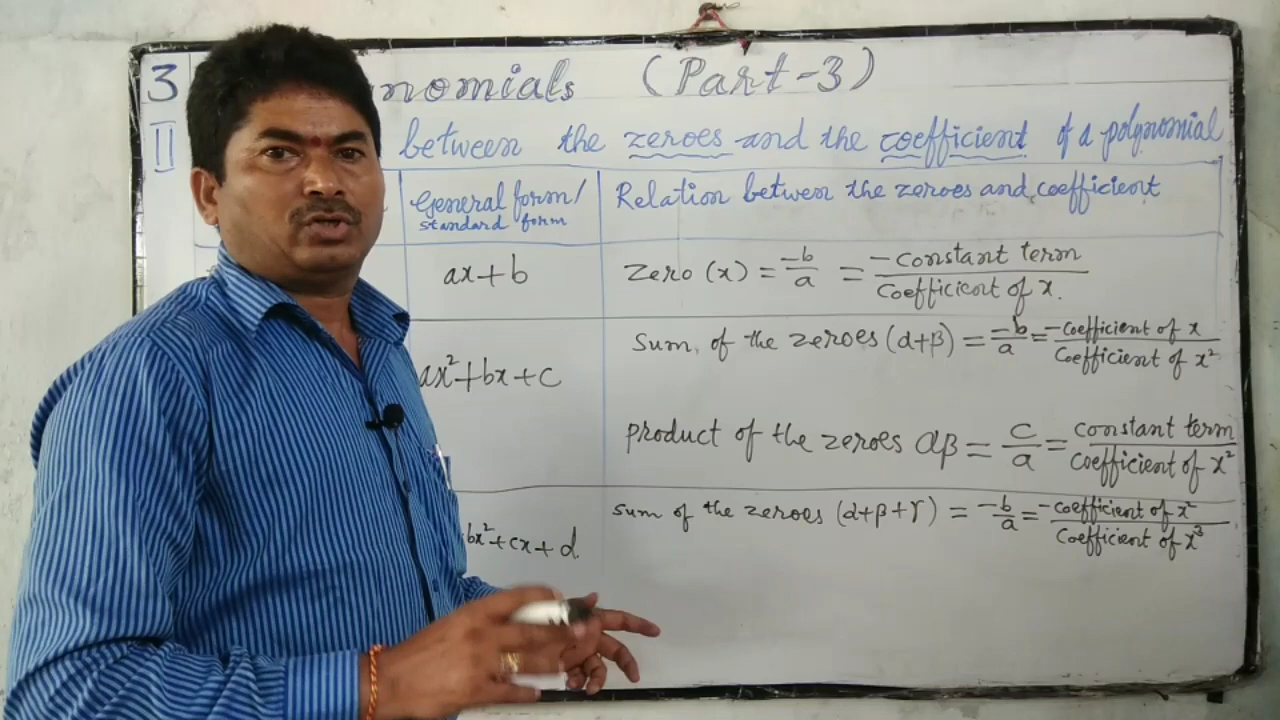 3 nomials (Part-3)
II between the zeroes and the coefficient of a polynomial
General form/ standard form
Relation between the zeroes and coefficient
ax+b
Zero (x) = -b/a = -constant term/Coefficient of x.
ax²+bx+c
Sum of the zeroes (α+β) = -b/a = -coefficient of x/Coefficient of x²
product of the zeroes αβ = c/a = constant term/Coefficient of x²
bx²+cx+d
sum of the zeroes (α+β+γ) = -b/a = -coefficient of x²/Coefficient of x³